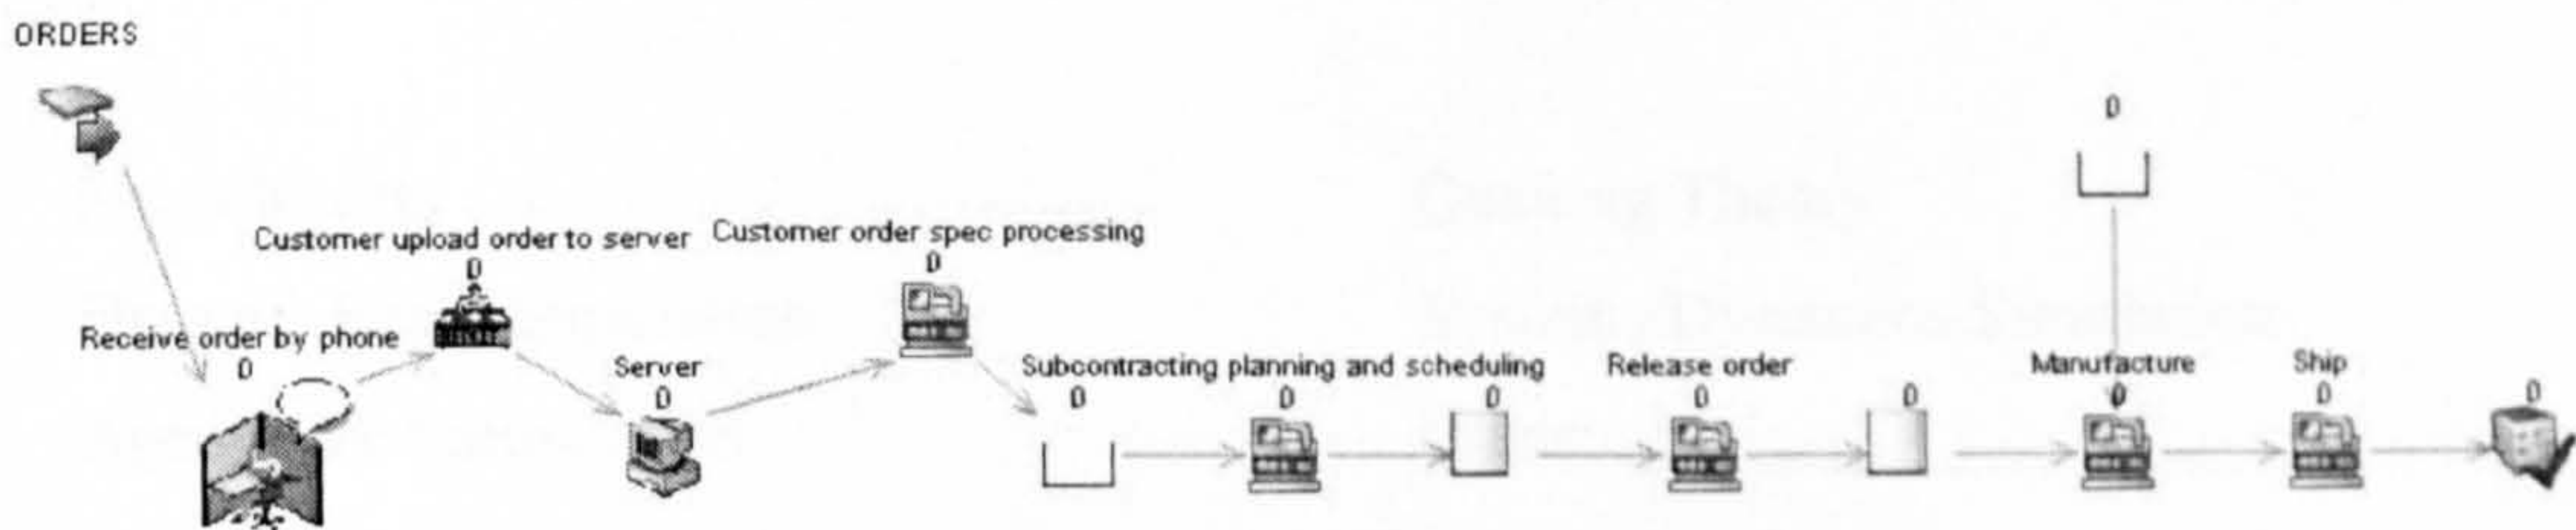 ORDERS
0
Customer upload order to server
0
Customer order spec processing
0
Receive order by phone
0
Server
0
Subcontracting planning and scheduling
0
0
0
Release order
0
0
Manufacture
0
Ship
0
0